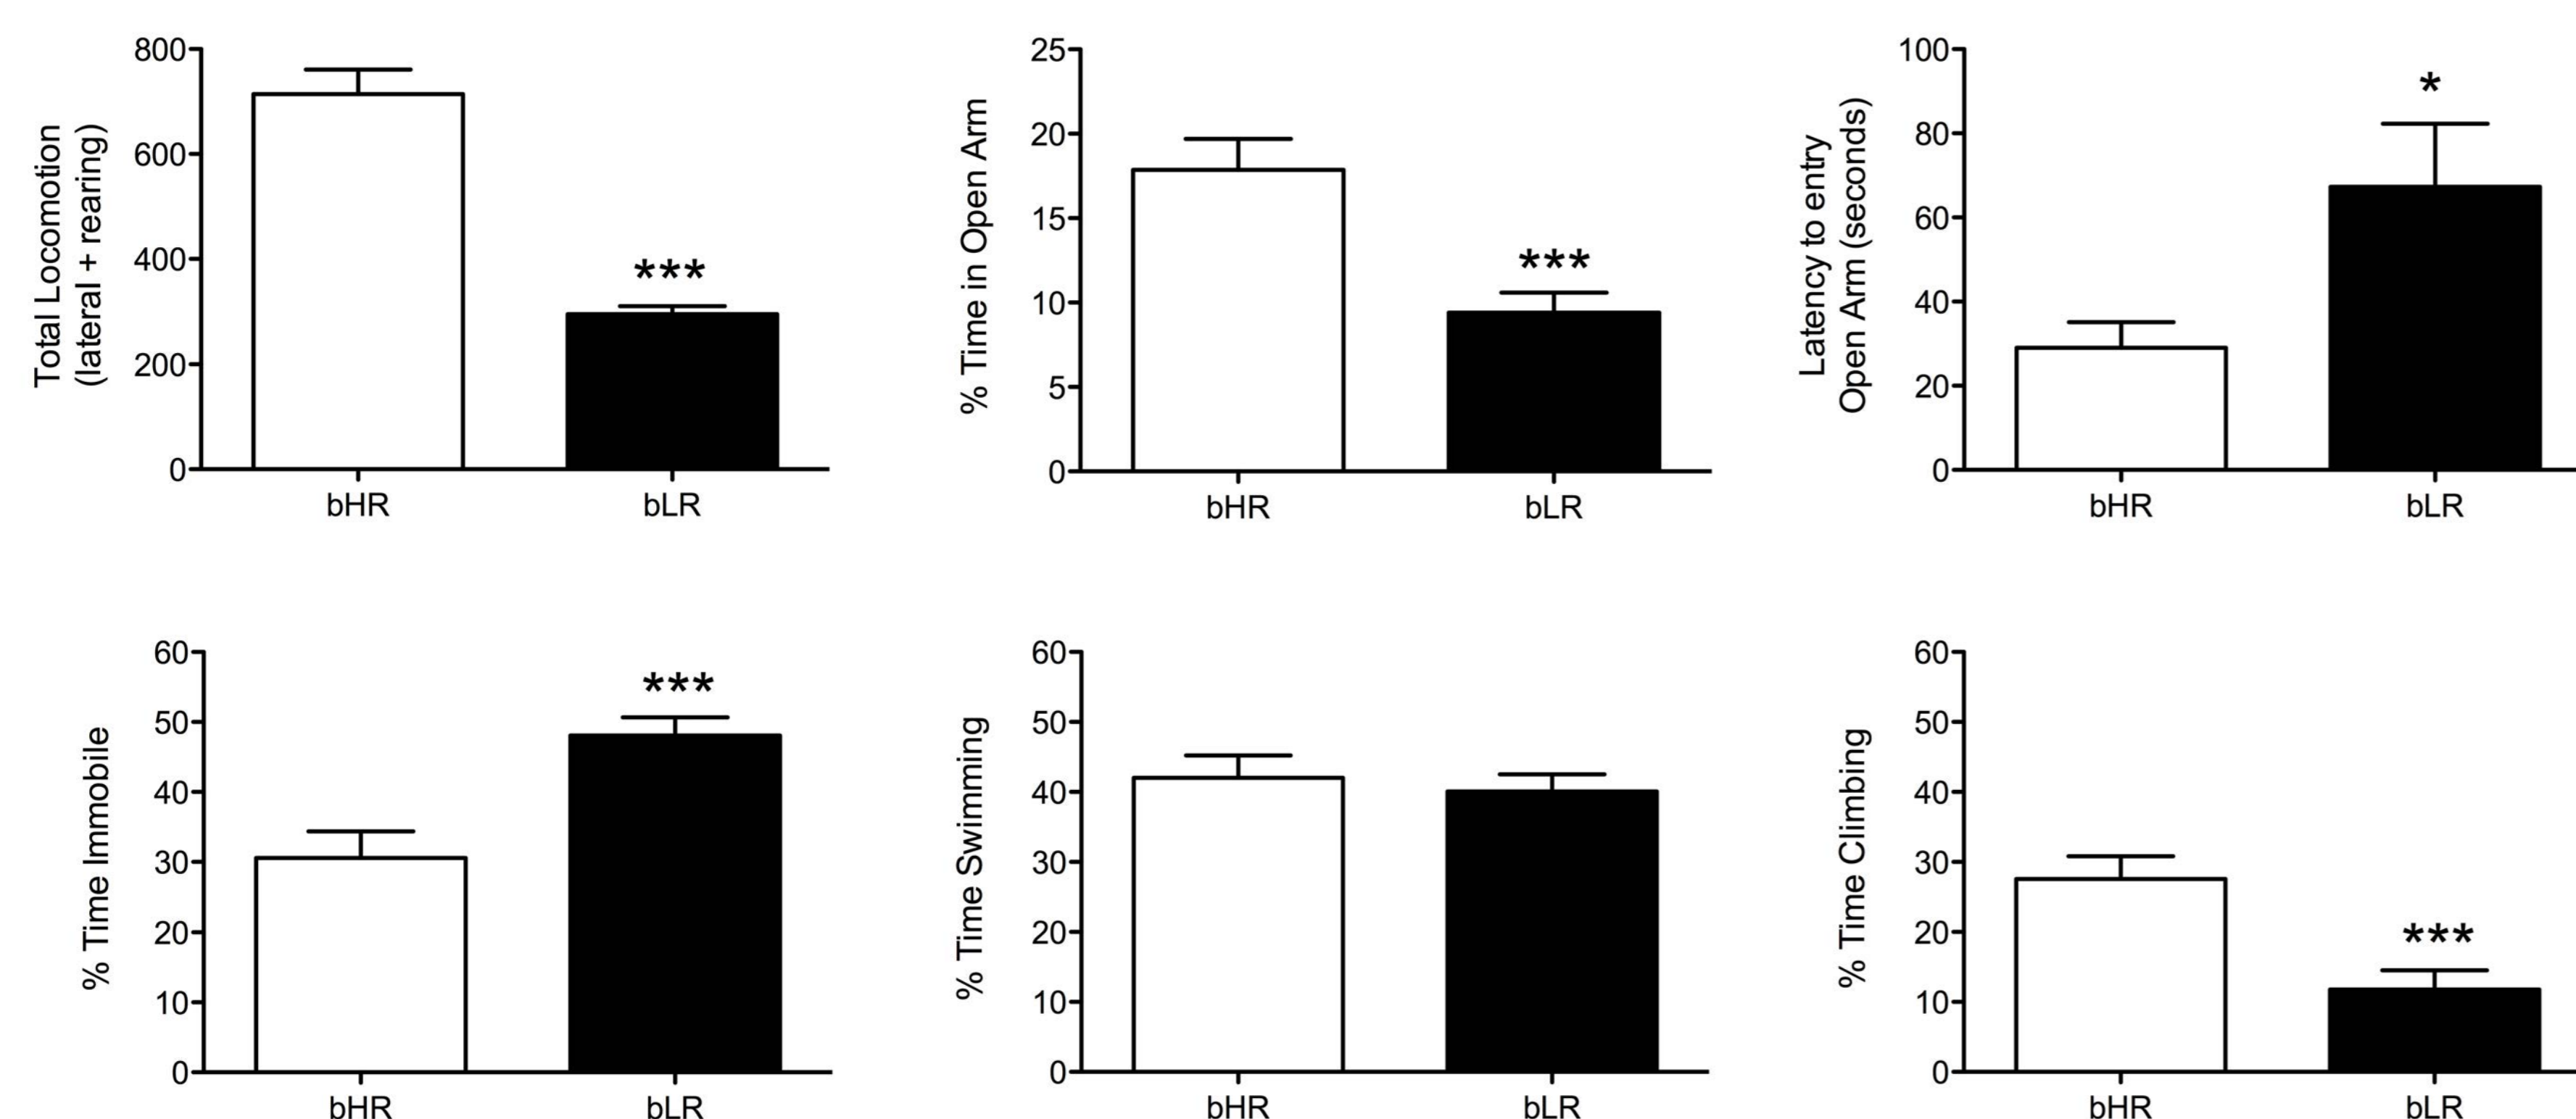 Total Locomotion
(lateral + rearing)
800
600
400
200
0
***
bHR
bLR
% Time in Open Arm
25
20
15
10
5
0
***
bHR
bLR
Latency to entry
Open Arm (seconds)
100
80
60
40
20
0
*
bHR
bLR
% Time Immobile
60
50
40
30
20
10
0
***
bHR
bLR
% Time Swimming
60
50
40
30
20
10
0
bHR
bLR
% Time Climbing
60
50
40
30
20
10
0
***
bHR
bLR